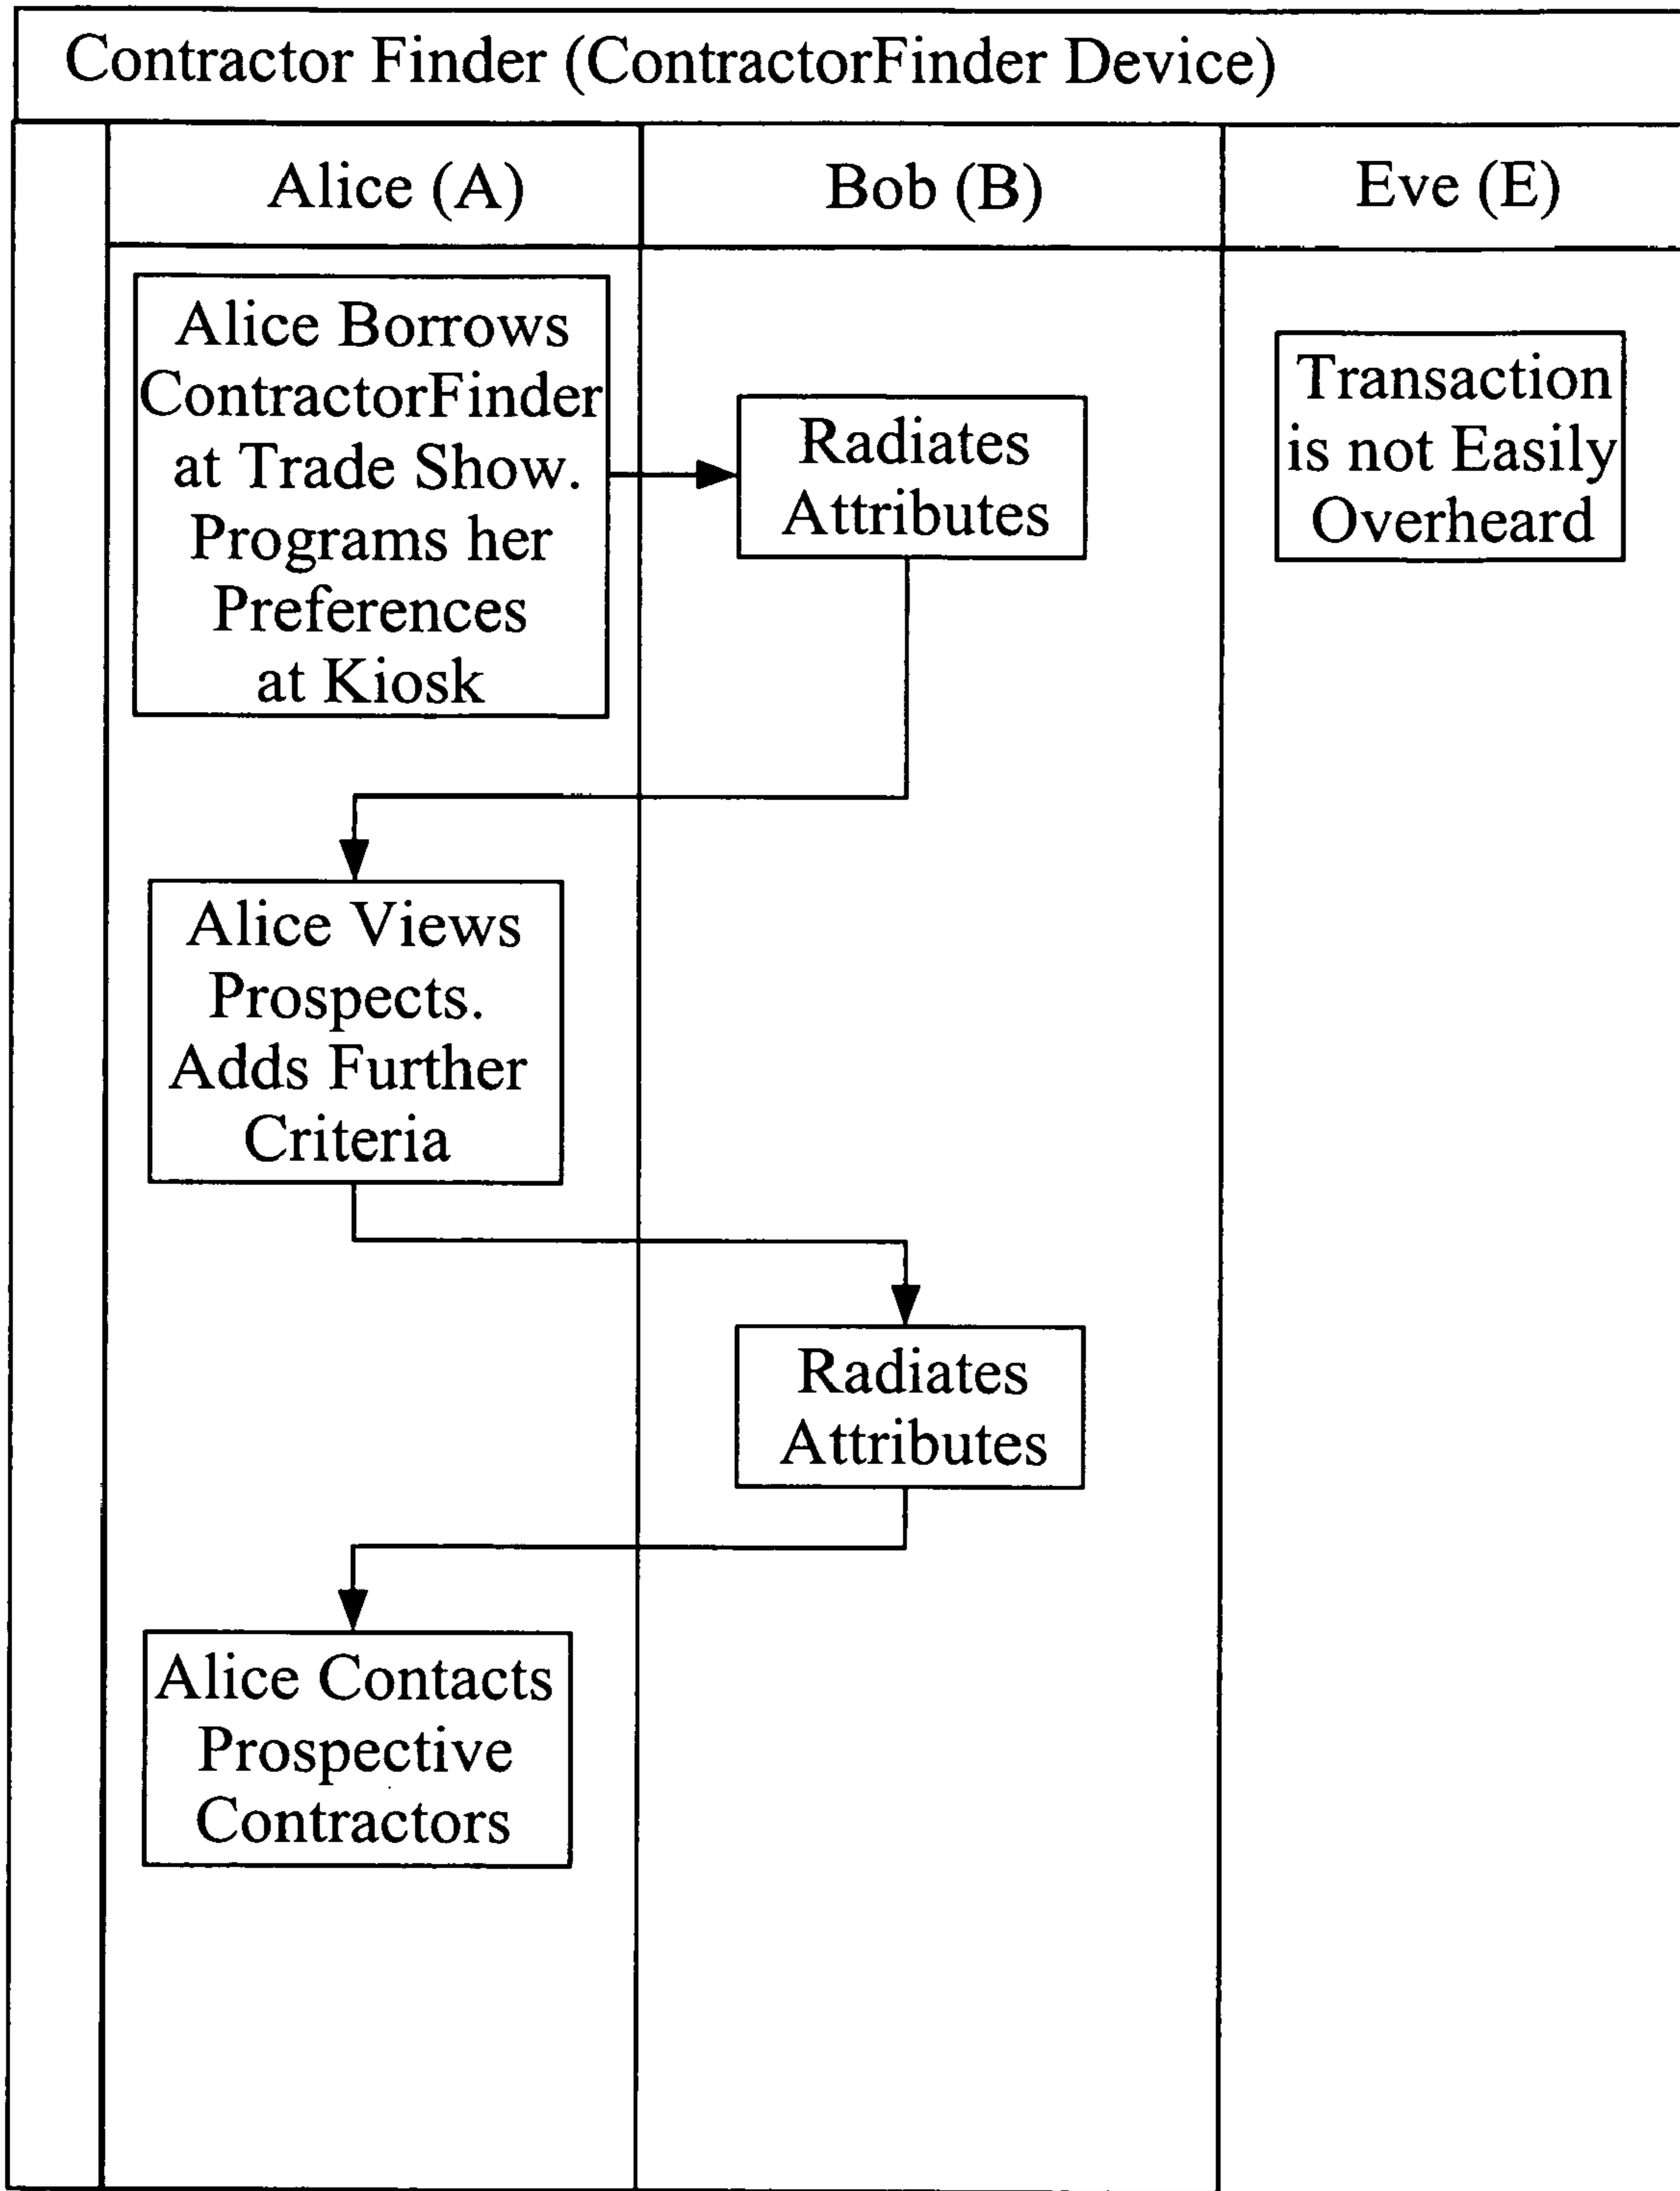 Contractor Finder (ContractorFinder Device)
Alice (A)
Bob (B)
Eve (E)
Alice Borrows
ContractorFinder
at Trade Show.
Programs her
Preferences
at Kiosk
Radiates
Attributes
Transaction
is not Easily
Overheard
Alice Views
Prospects.
Adds Further
Criteria
Radiates
Attributes
Alice Contacts
Prospective
Contractors